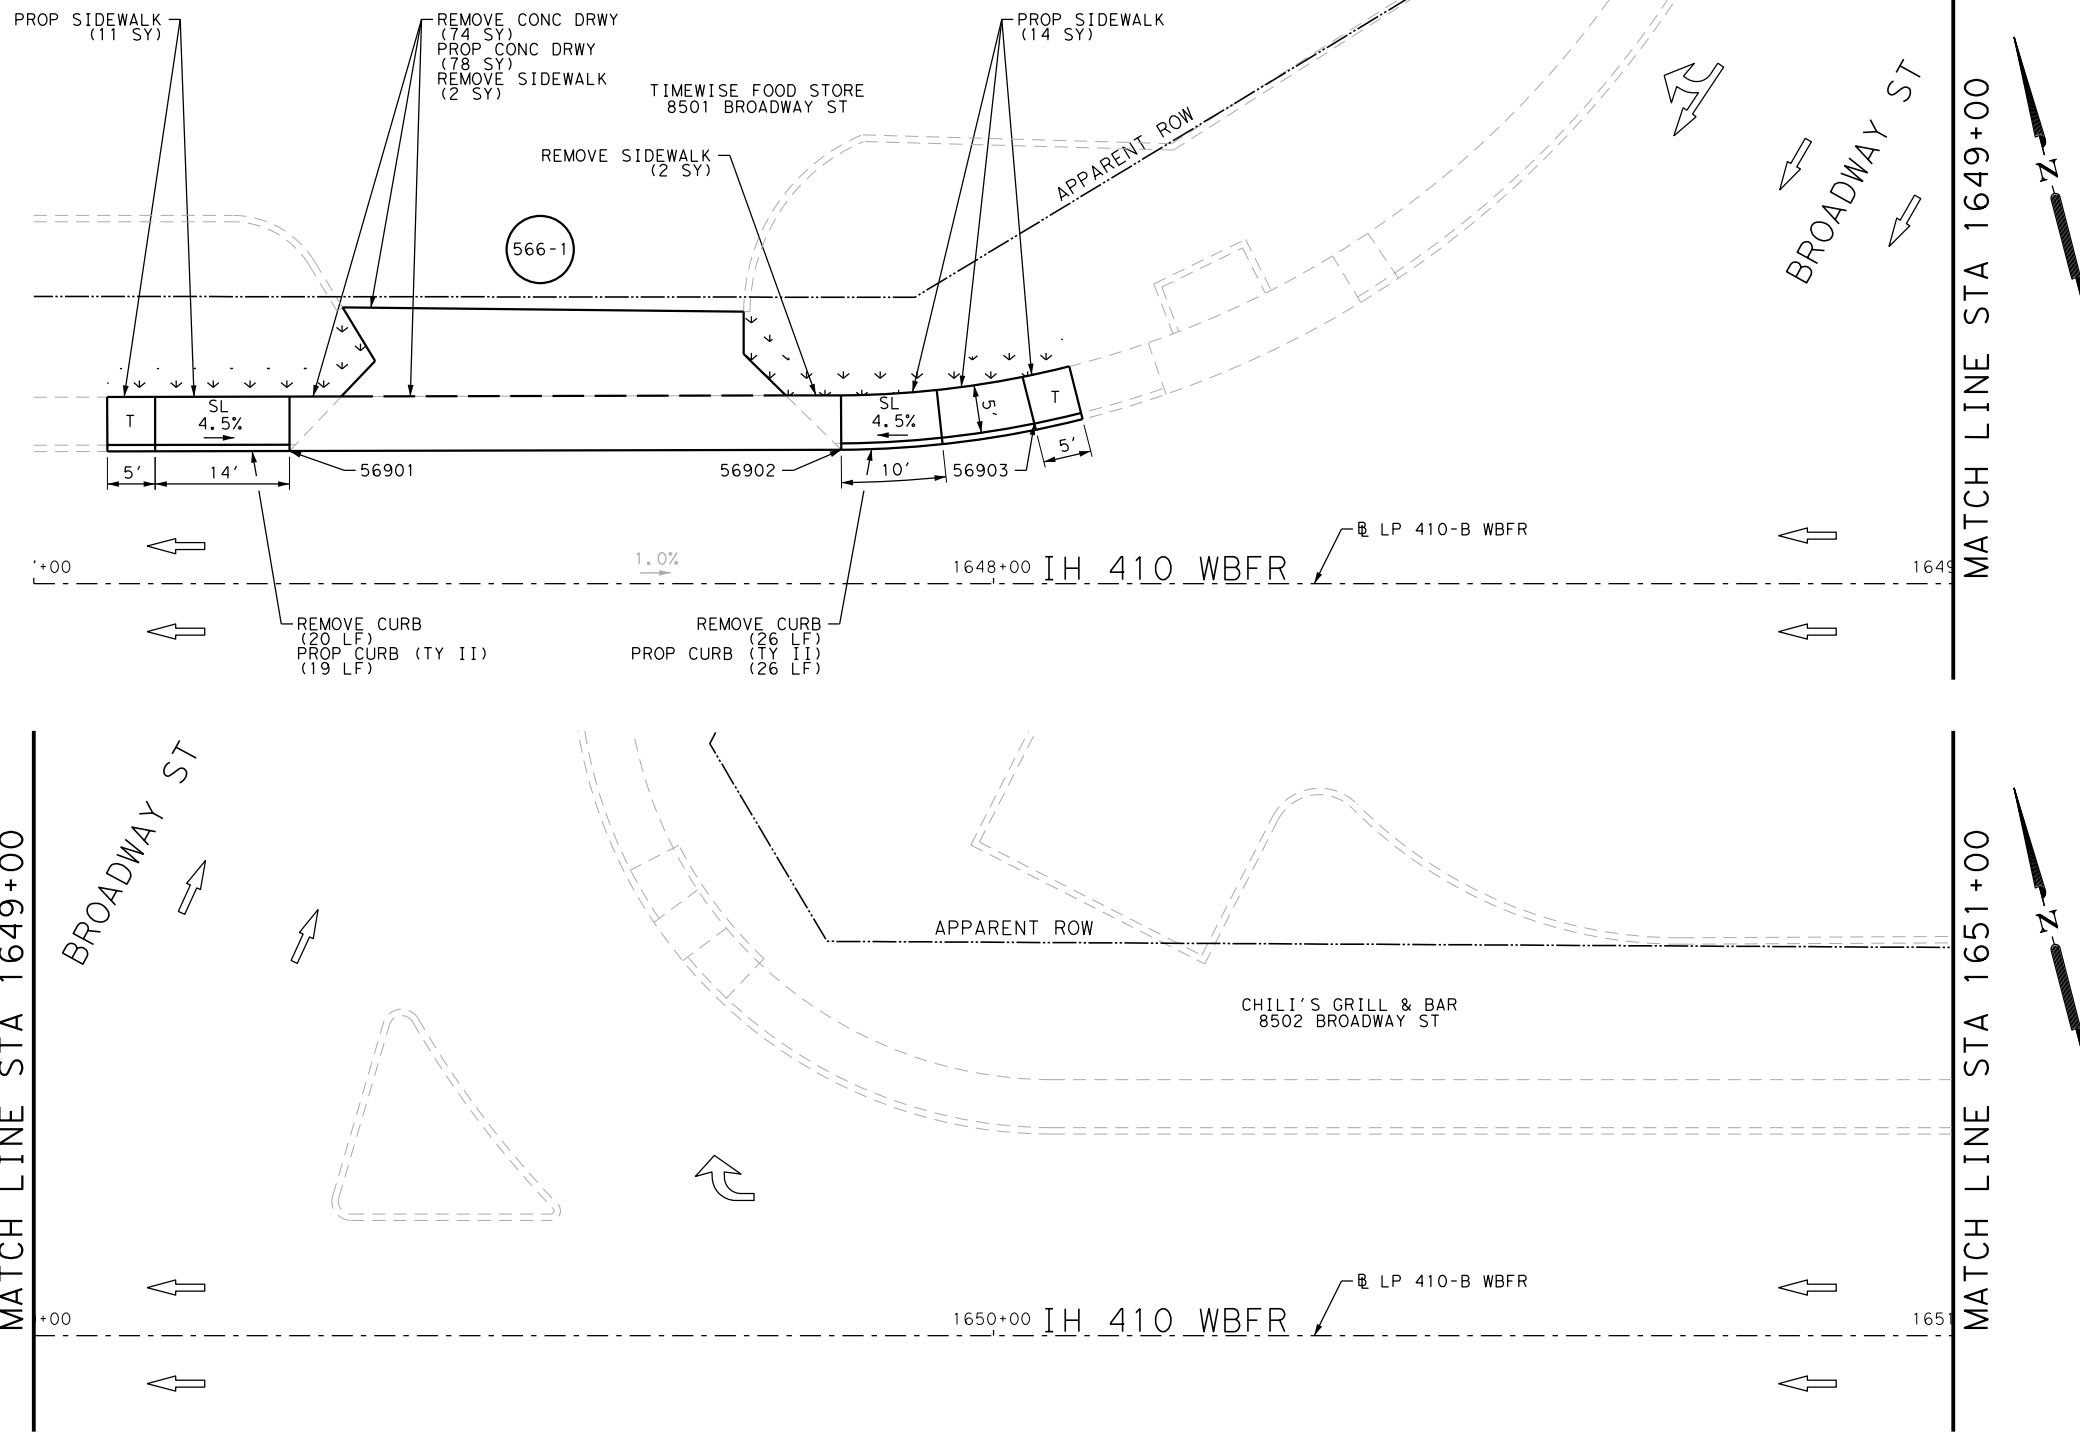 PROP SIDEWALK
(11 SY)
REMOVE CONC DRWY
(74 SY)
PROP CONC DRWY
(78 SY)
REMOVE SIDEWALK
(2 SY)
TIMEWISE FOOD STORE
8501 BROADWAY ST
REMOVE SIDEWALK
(2 SY)
PROP SIDEWALK
(14 SY)
APPARENT ROW
BROADWAY ST
MATCH LINE STA 1649+00
N
566-1
T
SL
4.5%
SL
4.5%
5'
T
5'
14'
56901
56902
10'
56903
5'
1.0%
'+00
1648+00
IH 410 WBFR
BL LP 410-B WBFR
1649
REMOVE CURB
(20 LF)
PROP CURB (TY II)
(19 LF)
REMOVE CURB
(26 LF)
PROP CURB (TY II)
(26 LF)
MATCH LINE STA 1649+00
BROADWAY ST
APPARENT ROW
CHILI'S GRILL & BAR
8502 BROADWAY ST
MATCH LINE STA 1651+00
N
+00
1650+00
IH 410 WBFR
BL LP 410-B WBFR
1651